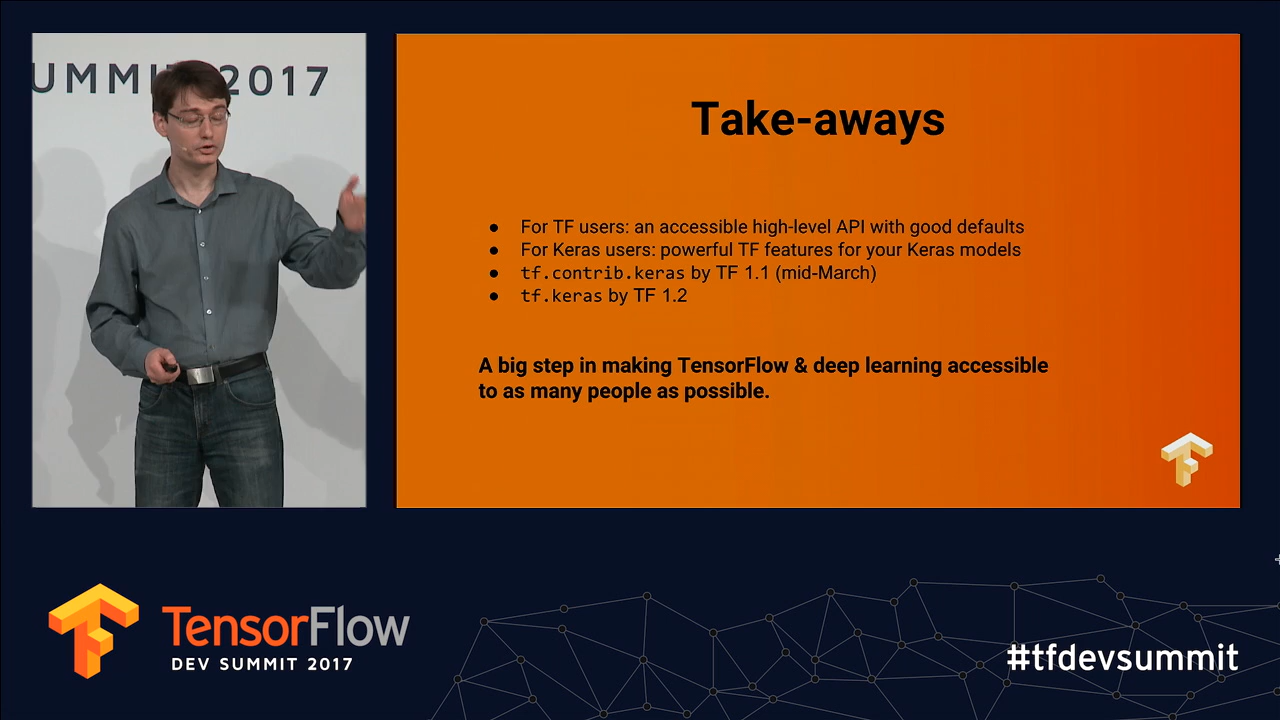 UMMIT 2017
Take-aways
● For TF users: an accessible high-level API with good defaults
● For Keras users: powerful TF features for your Keras models
● tf.contrib.keras by TF 1.1 (mid-March)
● tf.keras by TF 1.2
A big step in making TensorFlow & deep learning accessible
to as many people as possible.
TensorFlow
DEV SUMMIT 2017
#tfdevsummit